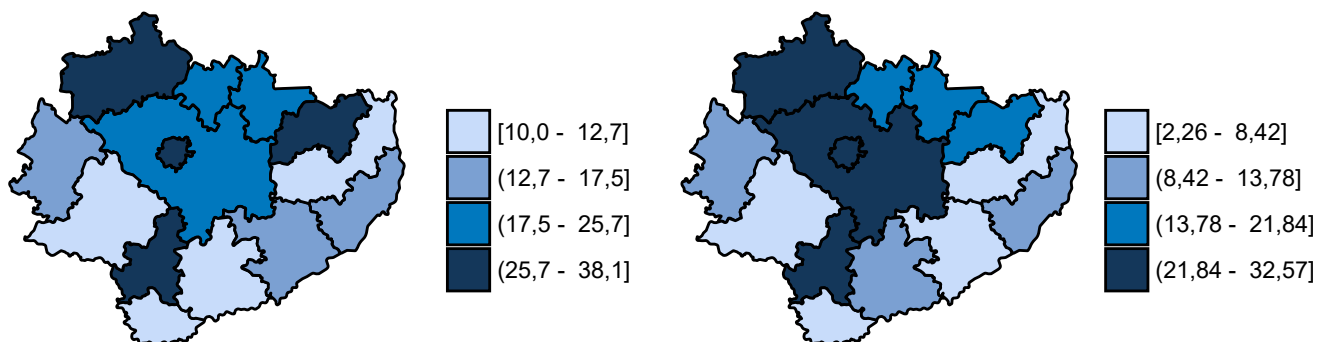 [10,0 - 12,7]
(12,7 - 17,5]
(17,5 - 25,7]
(25,7 - 38,1]
[2,26 - 8,42]
(8,42 - 13,78]
(13,78 - 21,84]
(21,84 - 32,57]